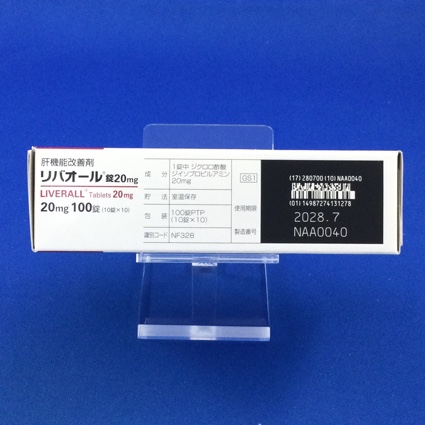 肝機能改善剤
リバオール®錠20mg
LIVERALL® Tablets 20mg
20mg 100錠 (10錠×10)
成分 1錠中 ジクロロ酢酸
ジイソプロピルアミン
20mg
貯法 室温保存
包装 100錠PTP
(10錠×10)
識別コード NF328
GS1
使用期限
製造番号
(17)280700(10)NAA0040
(01)14987274131278
2028.7
NAA0040